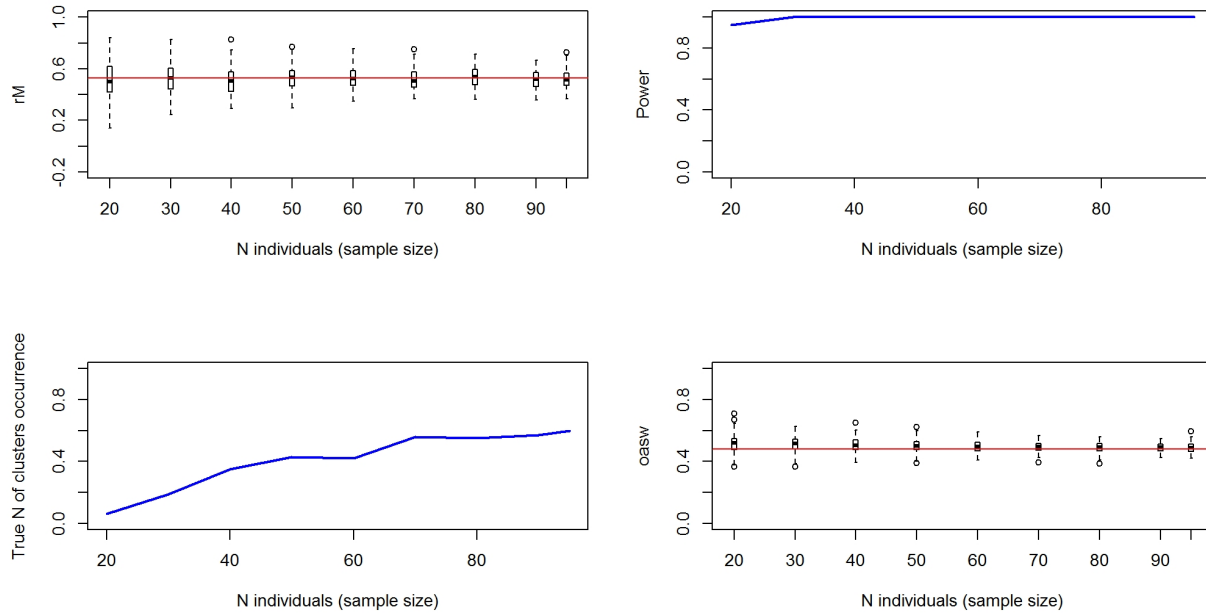 rM
1.0
0.6
0.2
-0.2
20 30 40 50 60 70 80 90
N individuals (sample size)
Power
0.8
0.4
0.0
20 40 60 80
N individuals (sample size)
True N of clusters occurrence
0.8
0.4
0.0
20 40 60 80
N individuals (sample size)
oasw
0.8
0.4
0.0
20 30 40 50 60 70 80 90
N individuals (sample size)